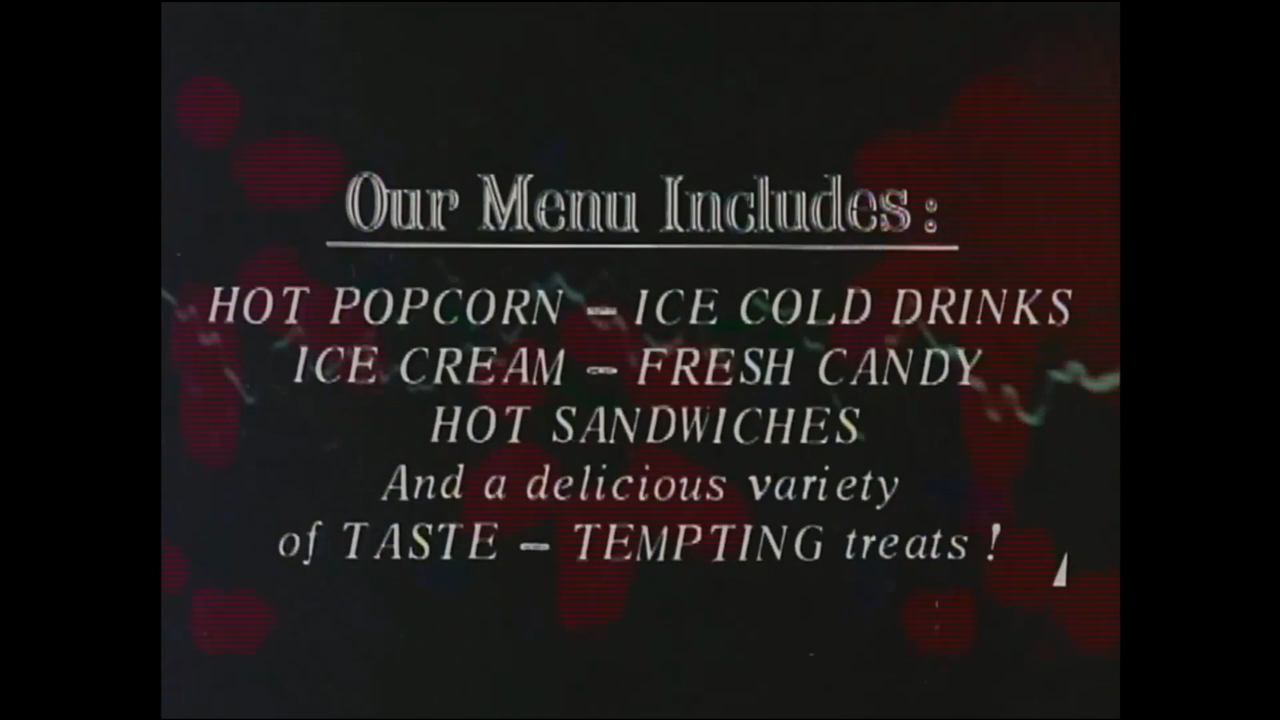 Our Menu Includes:
HOT POPCORN - ICE COLD DRINKS
ICE CREAM - FRESH CANDY
HOT SANDWICHES
And a delicious variety
of TASTE - TEMPTING treats!